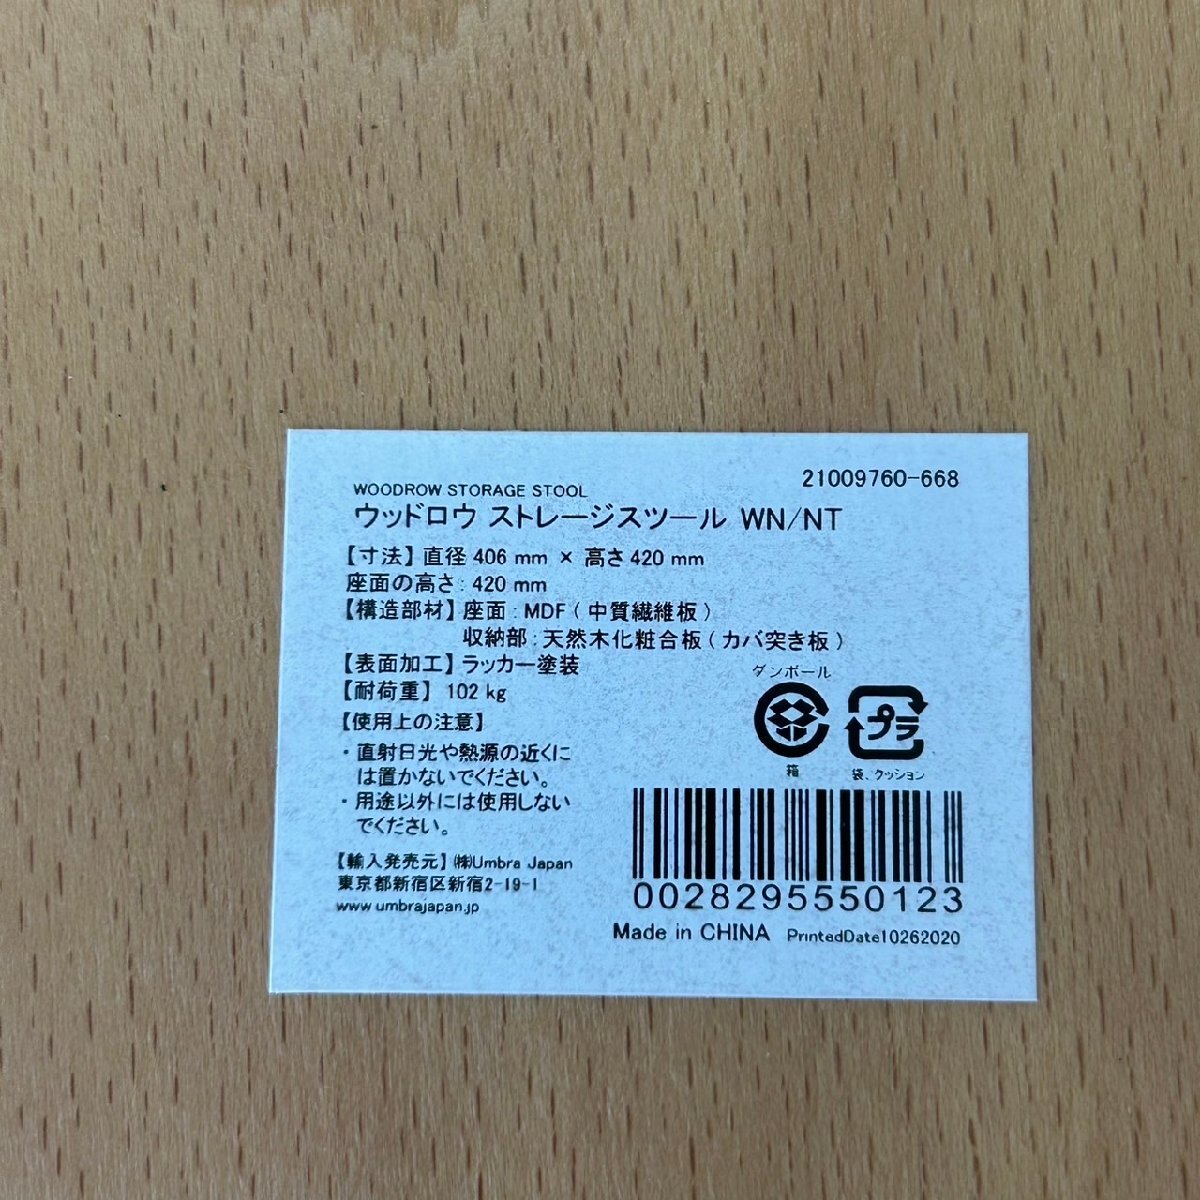 21009760-668
WOODROW STORAGE STOOL
ウッドロウ ストレージスツール WN/NT
【寸法】直径 406 mm × 高さ 420 mm
座面の高さ: 420 mm
【構造部材】座面:MDF(中質繊維板)
収納部:天然木化粧合板(カバ突き板)
【表面加工】ラッカー塗装
【耐荷重】 102 kg
【使用上の注意】
・直射日光や熱源の近くに
は置かないでください。
・用途以外には使用しない
でください。
【輸入発売元】㈱Umbra Japan
東京都新宿区新宿2-19-1
www.umbrajapan.jp
ダンボール
プラ
箱
袋、クッション
0028295550123
Made in CHINA PrintedDate10262020